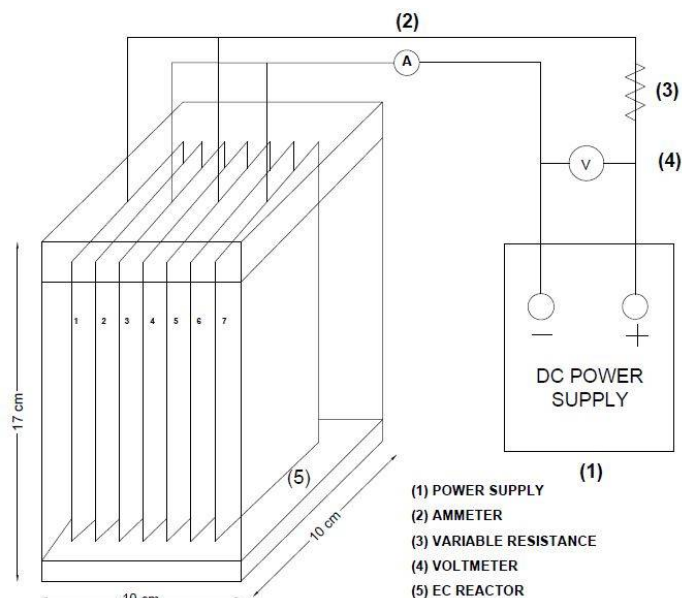 (2)
A
(3)
V
(4)
1 2 3 4 5 6 7
DC POWER
SUPPLY
(1)
17 cm
(5)
10 cm
10 cm
(1) POWER SUPPLY
(2) AMMETER
(3) VARIABLE RESISTANCE
(4) VOLTMETER
(5) EC REACTOR